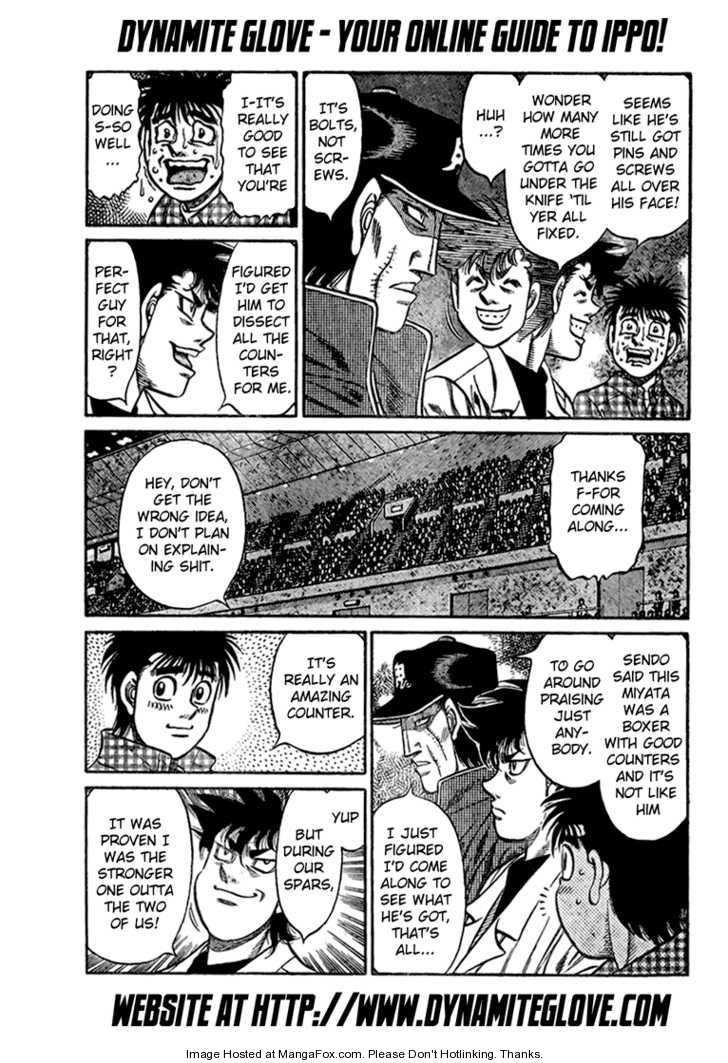 DYNAMITE GLOVE - YOUR ONLINE GUIDE TO IPPO!
SEEMS
LIKE HE'S
STILL GOT
PINS AND
SCREWS
ALL OVER
HIS FACE!
WONDER
HOW MANY
MORE
TIMES YOU
GOTTA GO
UNDER THE
KNIFE 'TIL
YER ALL
FIXED.
HUH
...?
IT'S
BOLTS,
NOT
SCR-
EWS.
I-IT'S
REALLY
GOOD
TO SEE
THAT
YOU'RE
DOING
S-SO
WELL
...
FIGURED
I'D GET
HIM TO
DISSECT
ALL THE
COUN-
TERS
FOR ME.
PER-
FECT
GUY
FOR
THAT,
RIGHT
?
THANKS
F-FOR
COMING
ALONG...
HEY, DON'T
GET THE
WRONG IDEA,
I DON'T PLAN
ON EXPLAIN-
ING SHIT.
SENDO
SAID THIS
MIYATA
WAS A
BOXER
WITH GOOD
COUNTERS
AND IT'S
NOT LIKE
HIM
TO GO
AROUND
PRAISING
JUST
ANY-
BODY.
I JUST
FIGURED
I'D COME
ALONG TO
SEE WHAT
HE'S GOT,
THAT'S
ALL...
IT'S
REALLY AN
AMAZING
COUNTER.
YUP
BUT
DURING
OUR
SPARS,
IT WAS
PROVEN I
WAS THE
STRONGER
ONE OUTTA
THE TWO
OF US!
WEBSITE AT HTTP://WWW.DYNAMITEGLOVE.COM
Image Hosted at MangaFox.com. Please Don't Hotlinking. Thanks.